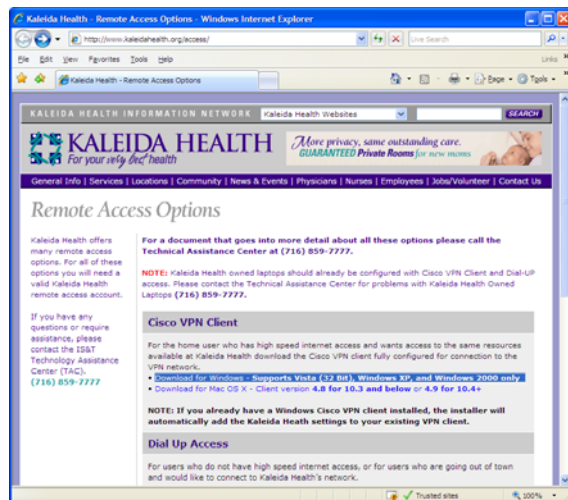 Kaleida Health - Remote Access Options - Windows Internet Explorer
http://www.kaleidahealth.org/access/
Live Search
File Edit View Favorites Tools Help
Links
Kaleida Health - Remote Access Options
Page Tools
KALEIDA HEALTH INFORMATION NETWORK
Kaleida Health Websites
SEARCH
KALEIDA HEALTH
For your very best health
More privacy, same outstanding care.
GUARANTEED Private Rooms for new moms
General Info | Services | Locations | Community | News & Events | Physicians | Nurses | Employees | Jobs/Volunteer | Contact Us
Remote Access Options
Kaleida Health offers
many remote access
options. For all of these
options you will need a
valid Kaleida Health
remote access account.
If you have any
questions or require
assistance, please
contact the IS&T
Technology Assistance
Center (TAC).
(716) 859-7777
For a document that goes into more detail about all these options please call the
Technical Assistance Center at (716) 859-7777.
NOTE: Kaleida Health owned laptops should already be configured with Cisco VPN Client and Dial-UP
access. Please contact the Technical Assistance Center for problems with Kaleida Health Owned
Laptops (716) 859-7777.
Cisco VPN Client
For the home user who has high speed internet access and wants access to the same resources
available at Kaleida Health download the Cisco VPN client fully configured for connection to the
VPN network.
• Download for Windows - Supports Vista (32 Bit), Windows XP, and Windows 2000 only
• Download for Mac OS X - Client version 4.8 for 10.3 and below or 4.9 for 10.4+
NOTE: If you already have a Windows Cisco VPN client installed, the installer will
automatically add the Kaleida Heath settings to your existing VPN client.
Dial Up Access
For users who do not have high speed internet access, or for users who are going out of town
and would like to connect to Kaleida Health's network.
Trusted sites
100%